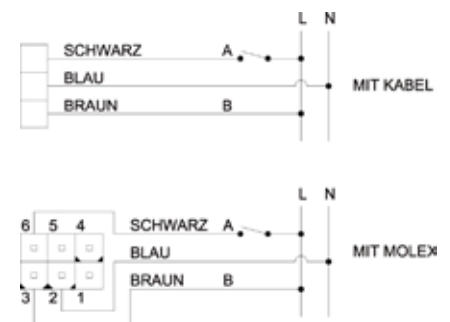 L N
SCHWARZ A
BLAU
MIT KABEL
BRAUN B
L N
6 5 4
SCHWARZ A
BLAU
MIT MOLEX
BRAUN B
3 2 1